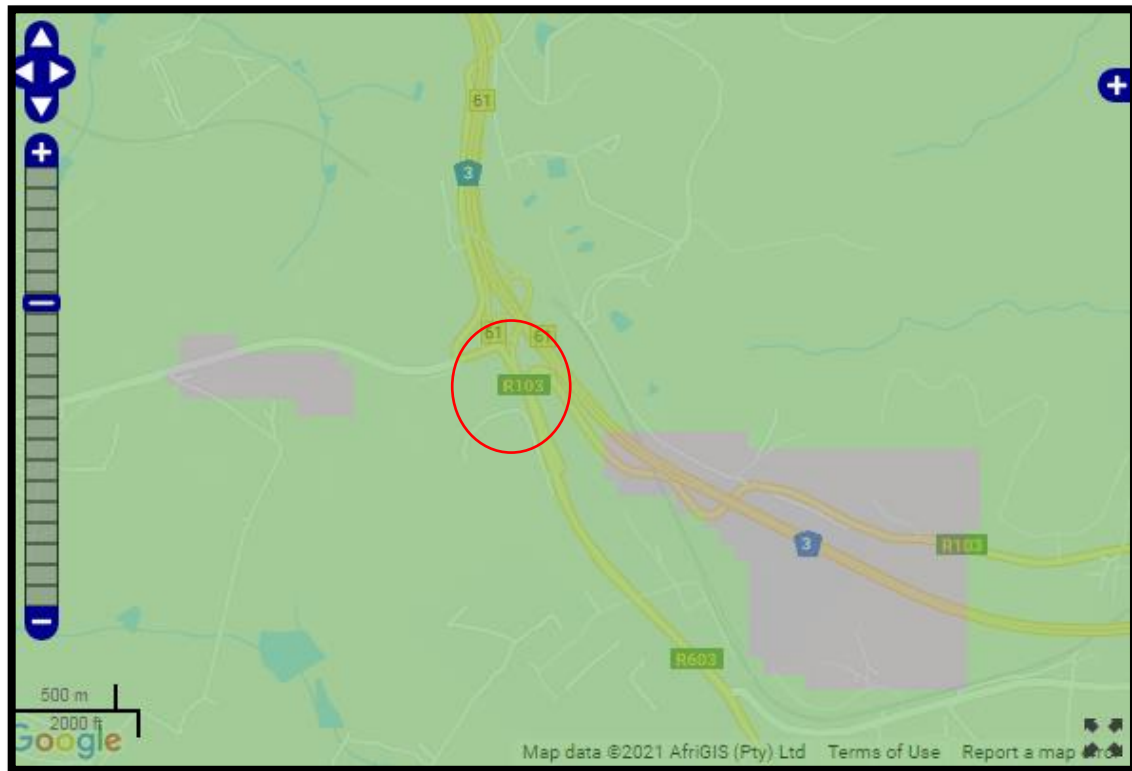 61
3
61
61
R103
3
R103
R603
500 m
2000 ft
Google
Map data ©2021 AfriGIS (Pty) Ltd Terms of Use Report a map error